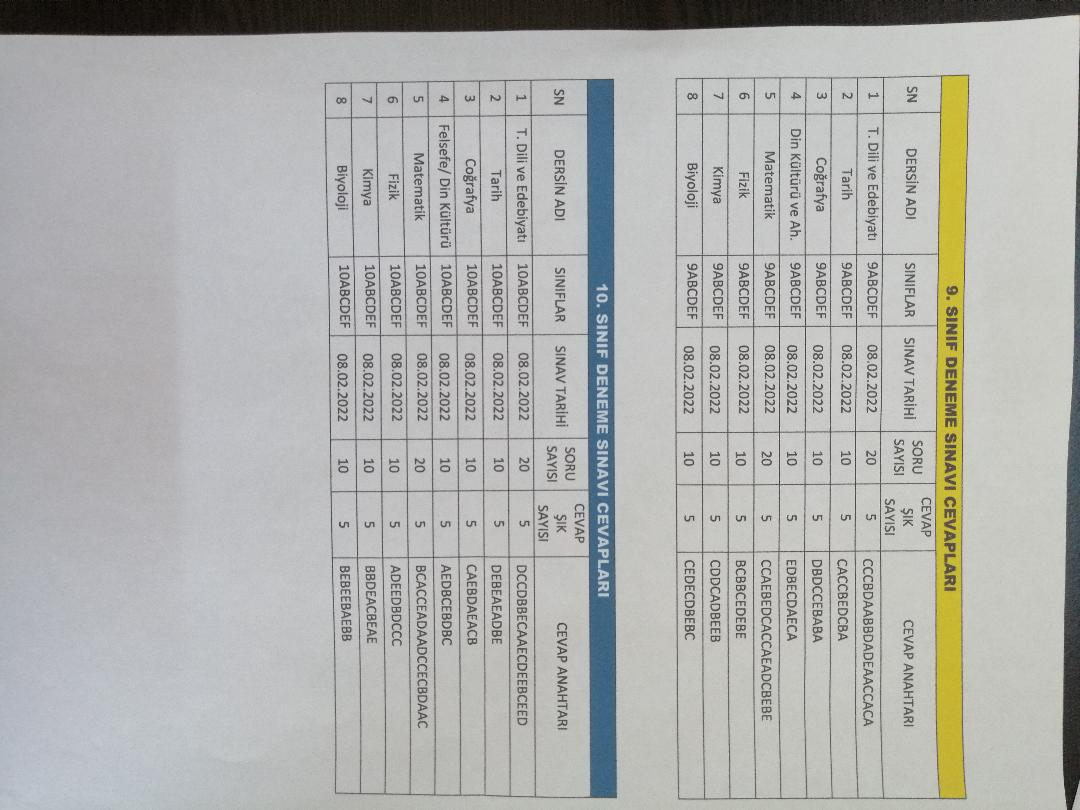 9. SINIF DENEME SINAVI CEVAPLARI
SN DERSİN ADI SINIFLAR SINAV TARİHİ SORU SAYISI CEVAP ŞIK SAYISI CEVAP ANAHTARI
1 T. Dili ve Edebiyatı 9ABCDEF 08.02.2022 20 5 CCCBDAABBDADEAACCACA
2 Tarih 9ABCDEF 08.02.2022 10 5 CACCBEDCBA
3 Coğrafya 9ABCDEF 08.02.2022 10 5 DBDCCEBABA
4 Din Kültürü ve Ah. 9ABCDEF 08.02.2022 10 5 EDBECDAECA
5 Matematik 9ABCDEF 08.02.2022 20 5 CCAEBEDCACCAEADCBEBE
6 Fizik 9ABCDEF 08.02.2022 10 5 BCBBCEDEBE
7 Kimya 9ABCDEF 08.02.2022 10 5 CDDCADBEEB
8 Biyoloji 9ABCDEF 08.02.2022 10 5 CEDECDBEBC
10. SINIF DENEME SINAVI CEVAPLARI
SN DERSİN ADI SINIFLAR SINAV TARİHİ SORU SAYISI CEVAP ŞIK SAYISI CEVAP ANAHTARI
1 T. Dili ve Edebiyatı 10ABCDEF 08.02.2022 20 5 DCCDBBECAAECDEEBCEED
2 Tarih 10ABCDEF 08.02.2022 10 5 DEBEAEADBE
3 Coğrafya 10ABCDEF 08.02.2022 10 5 CAEBDAEACB
4 Felsefe/ Din Kültürü 10ABCDEF 08.02.2022 10 5 AEDBCEBDBC
5 Matematik 10ABCDEF 08.02.2022 20 5 BCACCEADAADCCECBDAAC
6 Fizik 10ABCDEF 08.02.2022 10 5 ADEEDBDCCC
7 Kimya 10ABCDEF 08.02.2022 10 5 BBDEACBEAE
8 Biyoloji 10ABCDEF 08.02.2022 10 5 BEBEEBAEBB